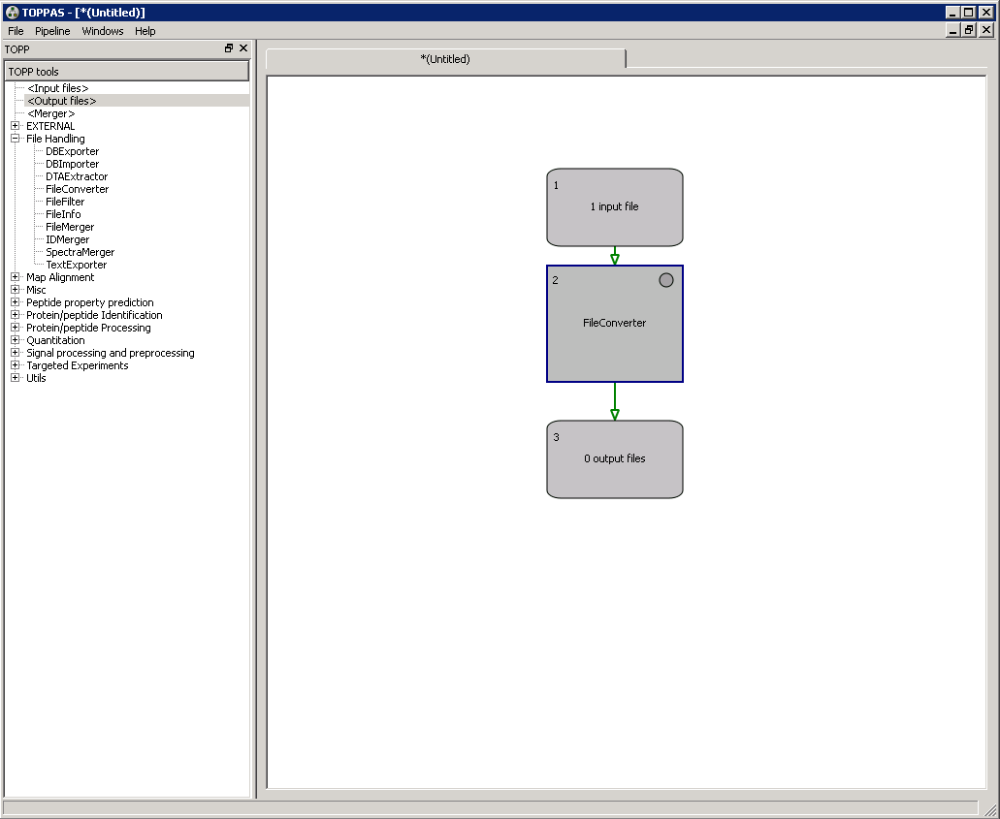 TOPPAS - [*(Untitled)]
File Pipeline Windows Help
TOPP
TOPP tools
<Input files>
<Output files>
<Merger>
EXTERNAL
File Handling
DBExporter
DBImporter
DTAExtractor
FileConverter
FileFilter
FileInfo
FileMerger
IDMerger
SpectraMerger
TextExporter
Map Alignment
Misc
Peptide property prediction
Protein/peptide Identification
Protein/peptide Processing
Quantitation
Signal processing and preprocessing
Targeted Experiments
Utils
*(Untitled)
1
1 input file
2
FileConverter
3
0 output files